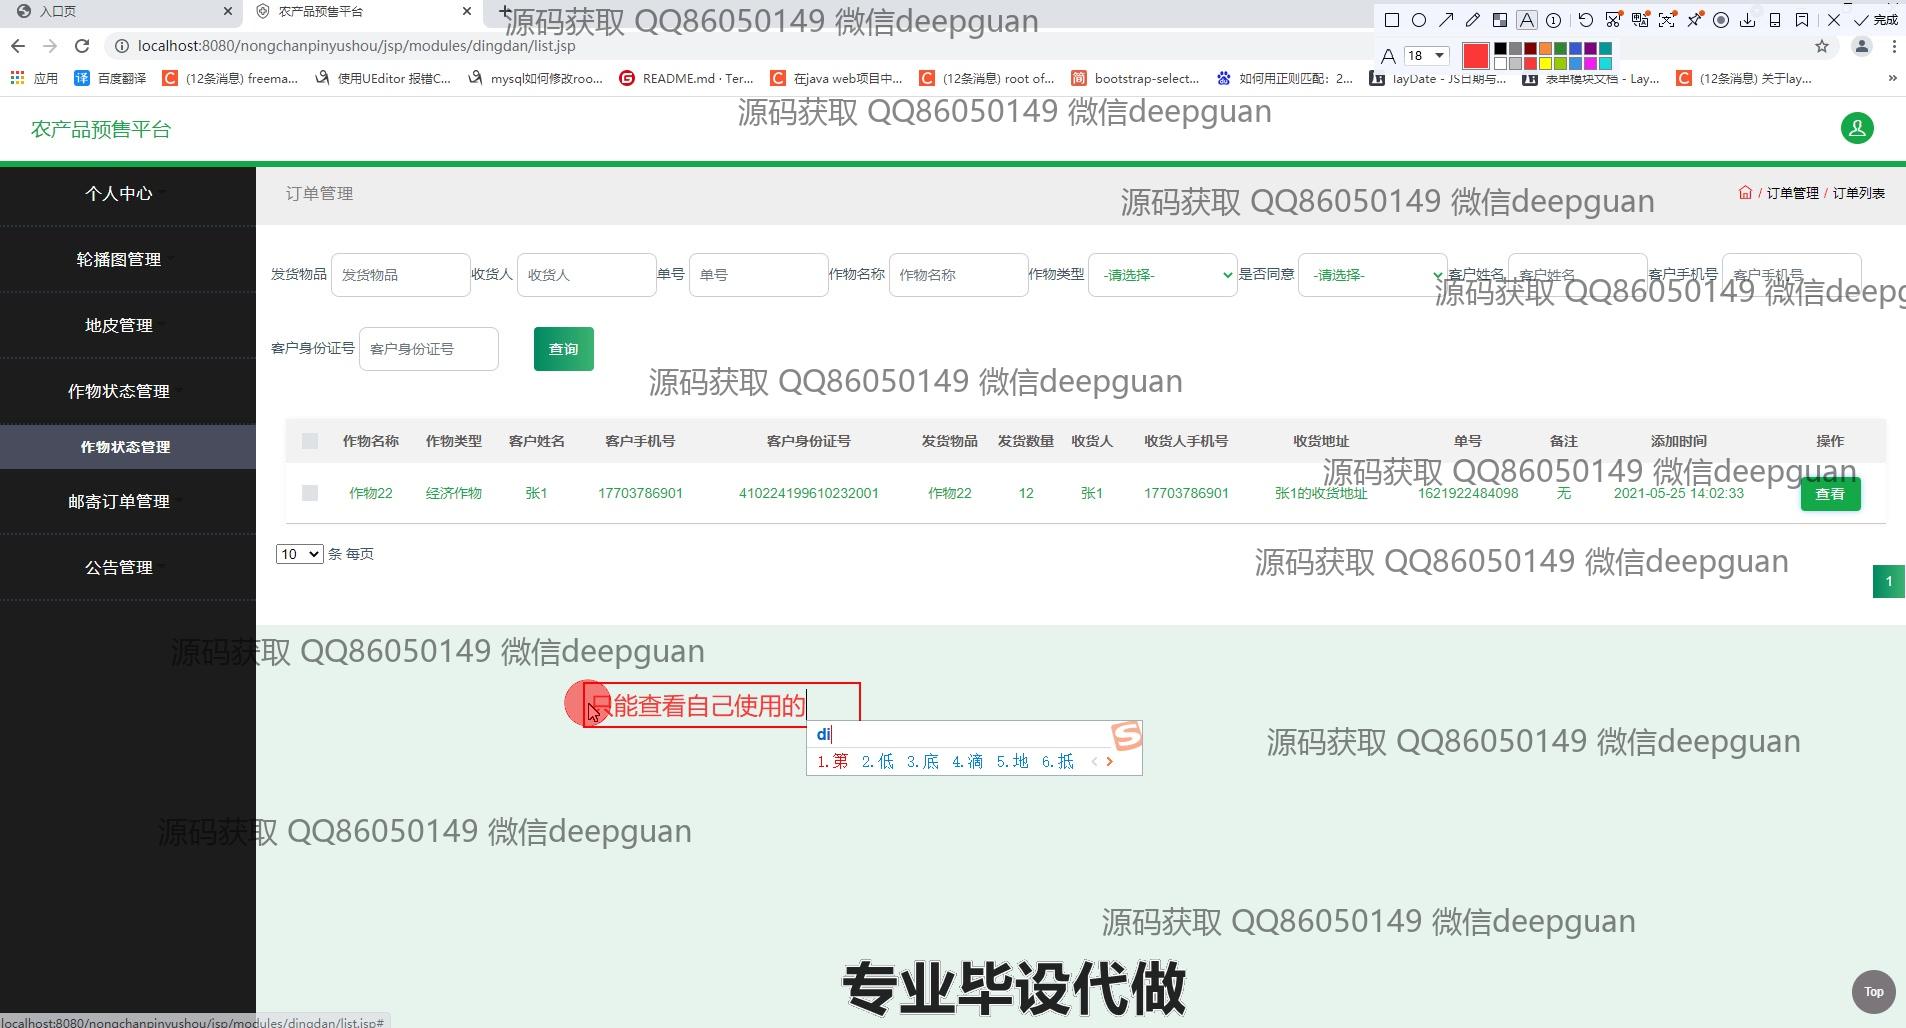 入口页
农产品预售平台
源码获取 QQ86050149 微信deepguan
18
完成
localhost:8080/nongchanpinyushou/jsp/modules/dingdan/list.jsp
应用
百度翻译
(12条消息) freema...
使用UEditor 报错C...
mysql如何修改roo...
README.md · Ter...
在java web项目中...
(12条消息) root of...
bootstrap-select...
如何用正则匹配：2...
layDate - JS日期与...
表单模块文档 - Lay...
(12条消息) 关于lay...
源码获取 QQ86050149 微信deepguan
农产品预售平台
个人中心
订单管理
源码获取 QQ86050149 微信deepguan
/ 订单管理 / 订单列表
轮播图管理
发货物品 发货物品 收货人 收货人 单号 单号 作物名称 作物名称 作物类型 -请选择- 是否同意 -请选择- 客户姓名 客户姓名 客户手机号 客户手机号
源码获取 QQ86050149 微信deepg
地皮管理
客户身份证号 客户身份证号 查询
源码获取 QQ86050149 微信deepguan
作物状态管理
作物状态管理
邮寄订单管理
公告管理
作物名称 作物类型 客户姓名 客户手机号 客户身份证号 发货物品 发货数量 收货人 收货人手机号 收货地址 单号 备注 添加时间 操作
源码获取 QQ86050149 微信deepguan
作物22 经济作物 张1 17703786901 410224199610232001 作物22 12 张1 17703786901 张1的收货地址 1621922484098 无 2021-05-25 14:02:33 查看
10 条 每页
源码获取 QQ86050149 微信deepguan
1
源码获取 QQ86050149 微信deepguan
只能查看自己使用的
di
1.第 2.低 3.底 4.滴 5.地 6.抵
源码获取 QQ86050149 微信deepguan
源码获取 QQ86050149 微信deepguan
源码获取 QQ86050149 微信deepguan
专业毕设代做
Top
localhost:8080/nongchanpinyushou/jsp/modules/dingdan/list.jsp#